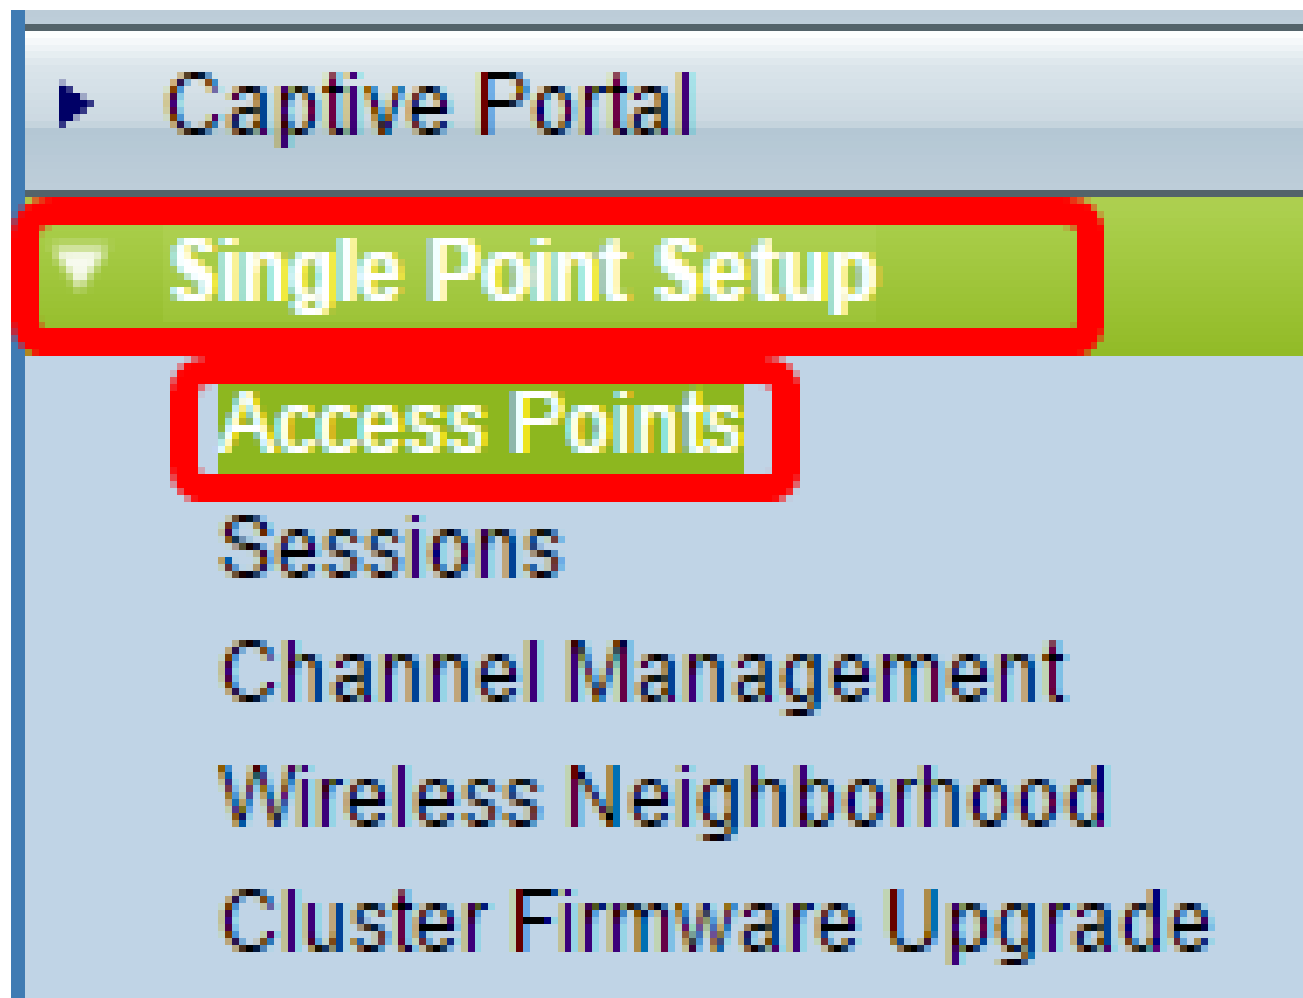 Captive Portal
Single Point Setup
Access Points
Sessions
Channel Management
Wireless Neighborhood
Cluster Firmware Upgrade